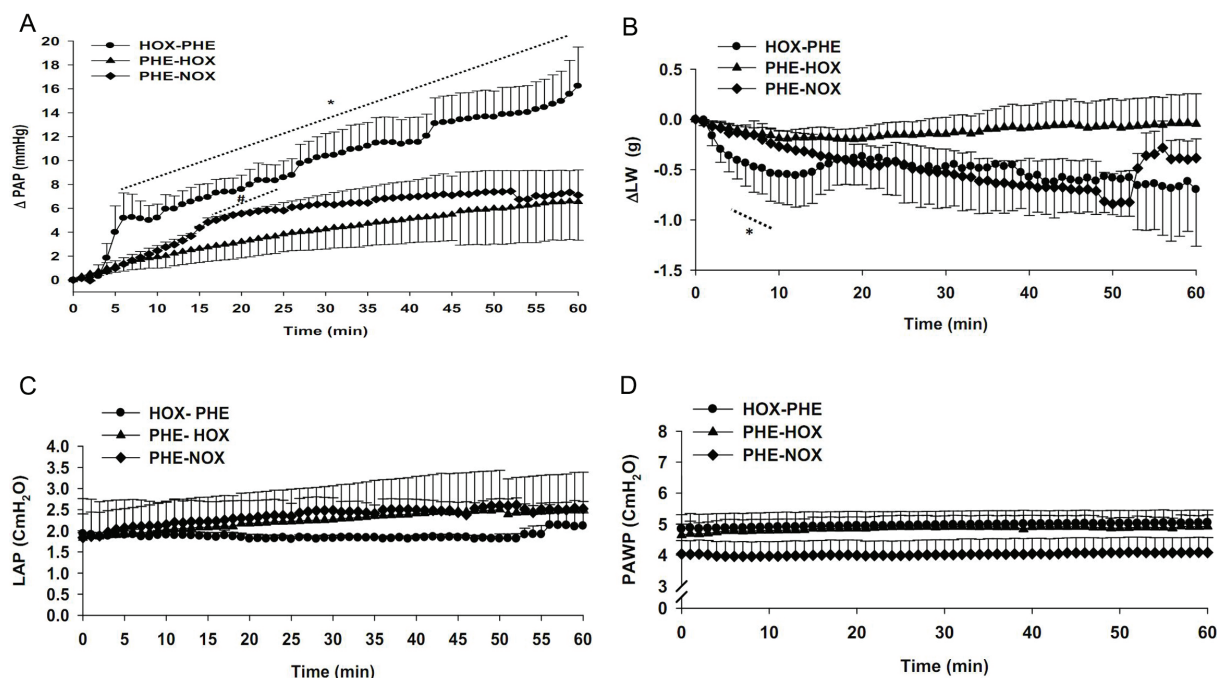 A
20
18
16
14
12
10
8
6
4
2
0
Δ PAP (mmHg)
HOX-PHE
PHE-HOX
PHE-NOX
*
#
0 5 10 15 20 25 30 35 40 45 50 55 60
Time (min)
B
HOX-PHE
PHE-HOX
PHE-NOX
0.0
-0.5
-1.0
-1.5
ΔLW (g)
*
0 10 20 30 40 50 60
Time (min)
C
HOX- PHE
PHE- HOX
PHE-NOX
4.0
3.5
3.0
2.5
2.0
1.5
1.0
0.5
0.0
LAP (CmH₂O)
0 5 10 15 20 25 30 35 40 45 50 55 60
Time (min)
D
HOX-PHE
PHE-HOX
PHE-NOX
8
7
6
5
4
3
0
PAWP (CmH₂O)
0 10 20 30 40 50 60
Time (min)